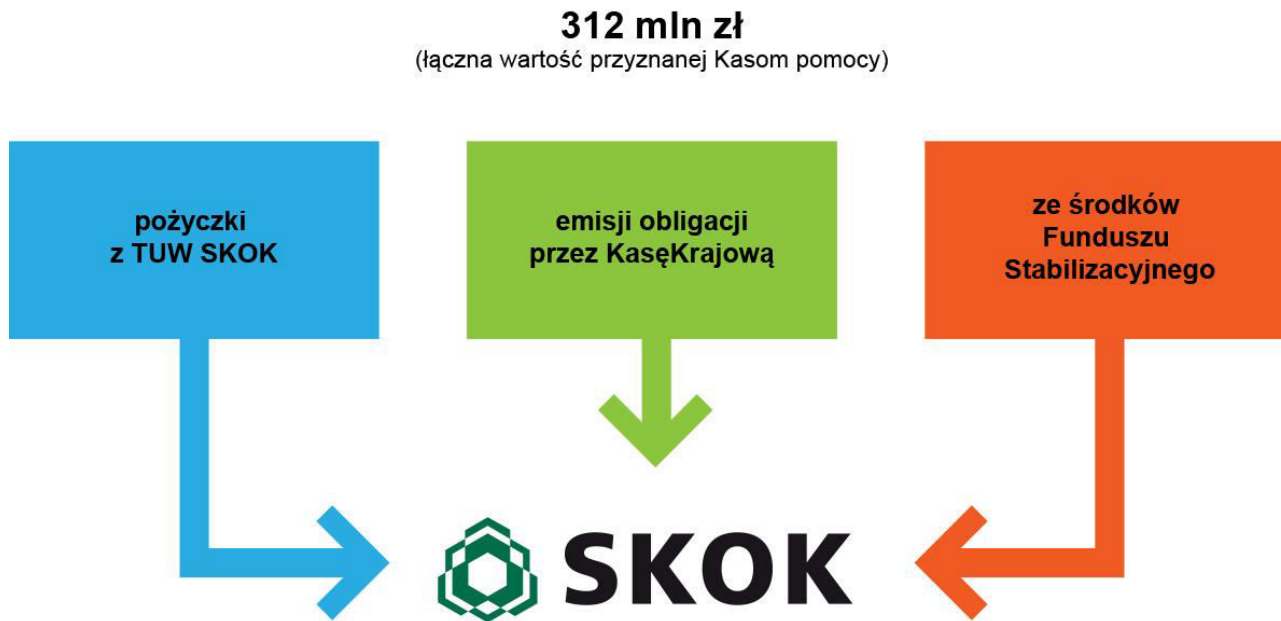 312 mln zł
(łączna wartość przyznanej Kasom pomocy)
pożyczki
z TUW SKOK
emisji obligacji
przez KasęKrajową
ze środków
Funduszu
Stabilizacyjnego
SKOK